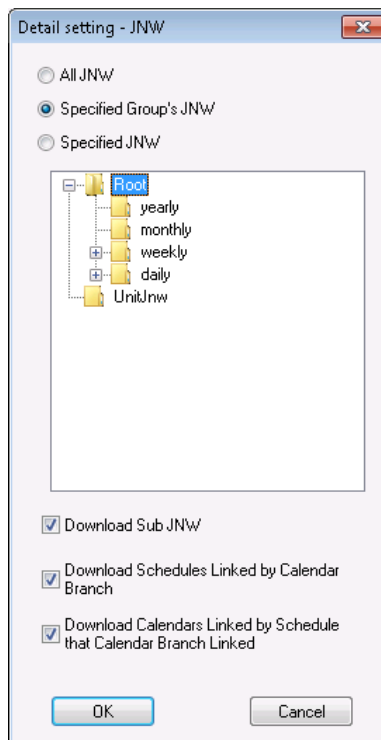 Detail setting - JNW
All JNW
Specified Group's JNW
Specified JNW
Root
yearly
monthly
weekly
daily
UnitJnw
Download Sub JNW
Download Schedules Linked by Calendar
Branch
Download Calendars Linked by Schedule
that Calendar Branch Linked
OK Cancel